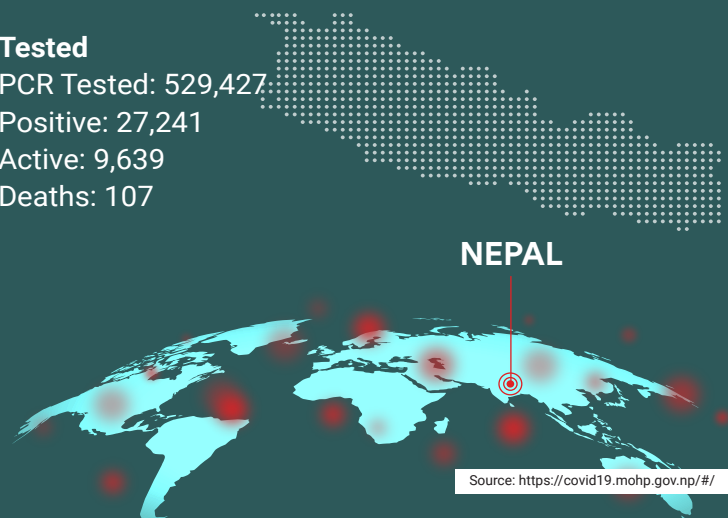 Tested
PCR Tested: 529,427
Positive: 27,241
Active: 9,639
Deaths: 107
NEPAL
Source: https://covid19.mohp.gov.np/#/